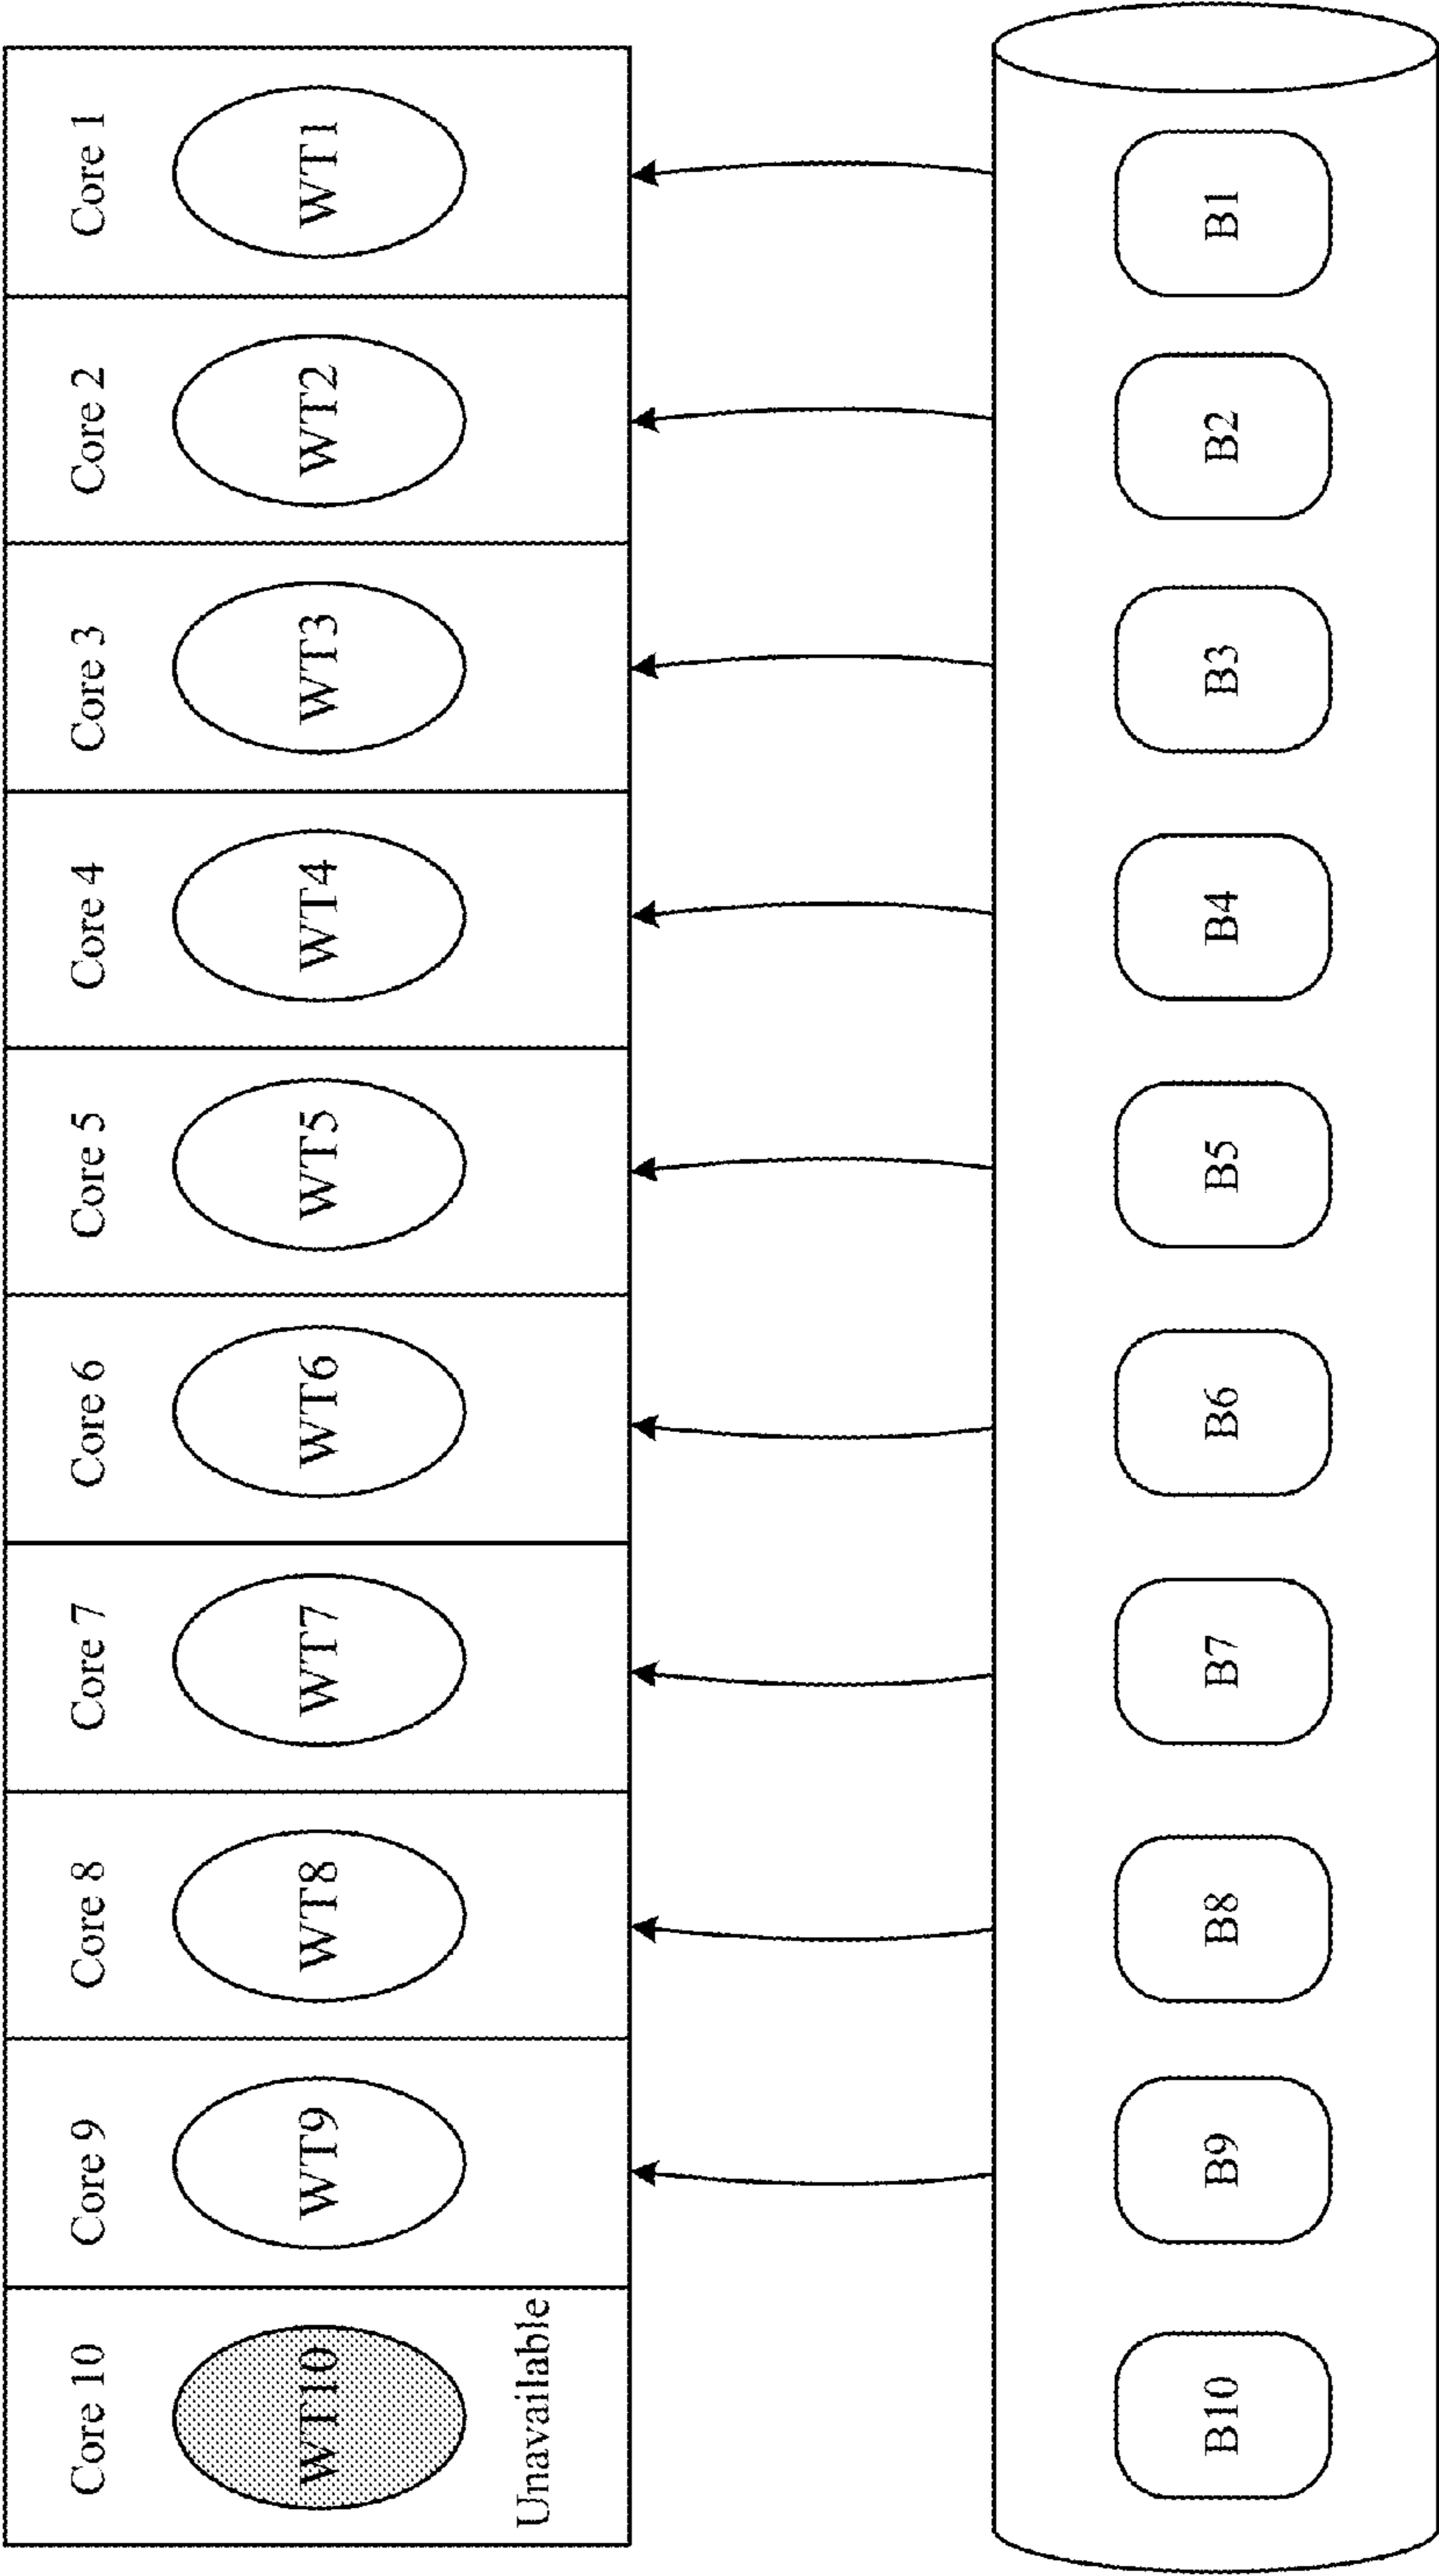 Core 10
Core 9
Core 8
Core 7
Core 6
Core 5
Core 4
Core 3
Core 2
Core 1
WT10
WT9
WT8
WT7
WT6
WT5
WT4
WT3
WT2
WT1
Unavailable
B10
B9
B8
B7
B6
B5
B4
B3
B2
B1